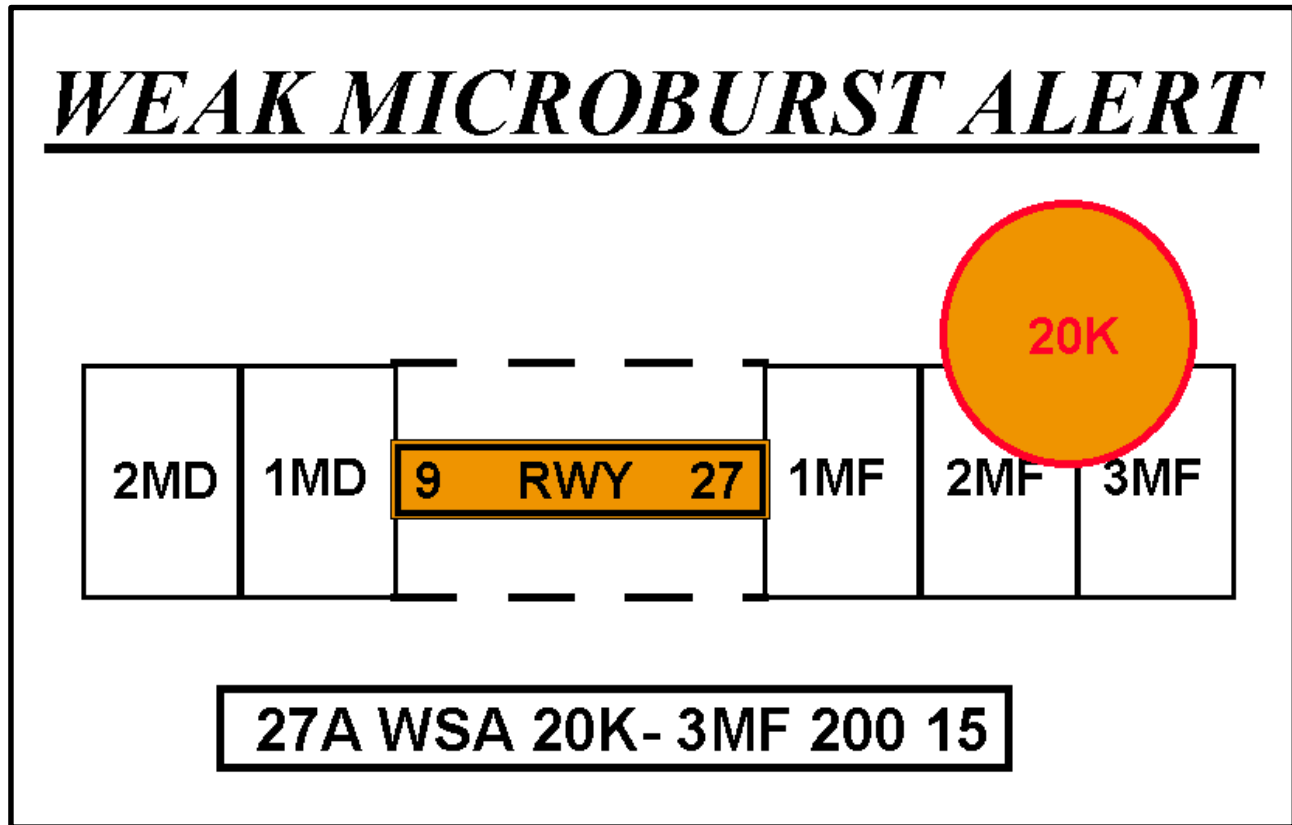 WEAK MICROBURST ALERT
20K
2MD 1MD 9 RWY 27 1MF 2MF 3MF
27A WSA 20K- 3MF 200 15